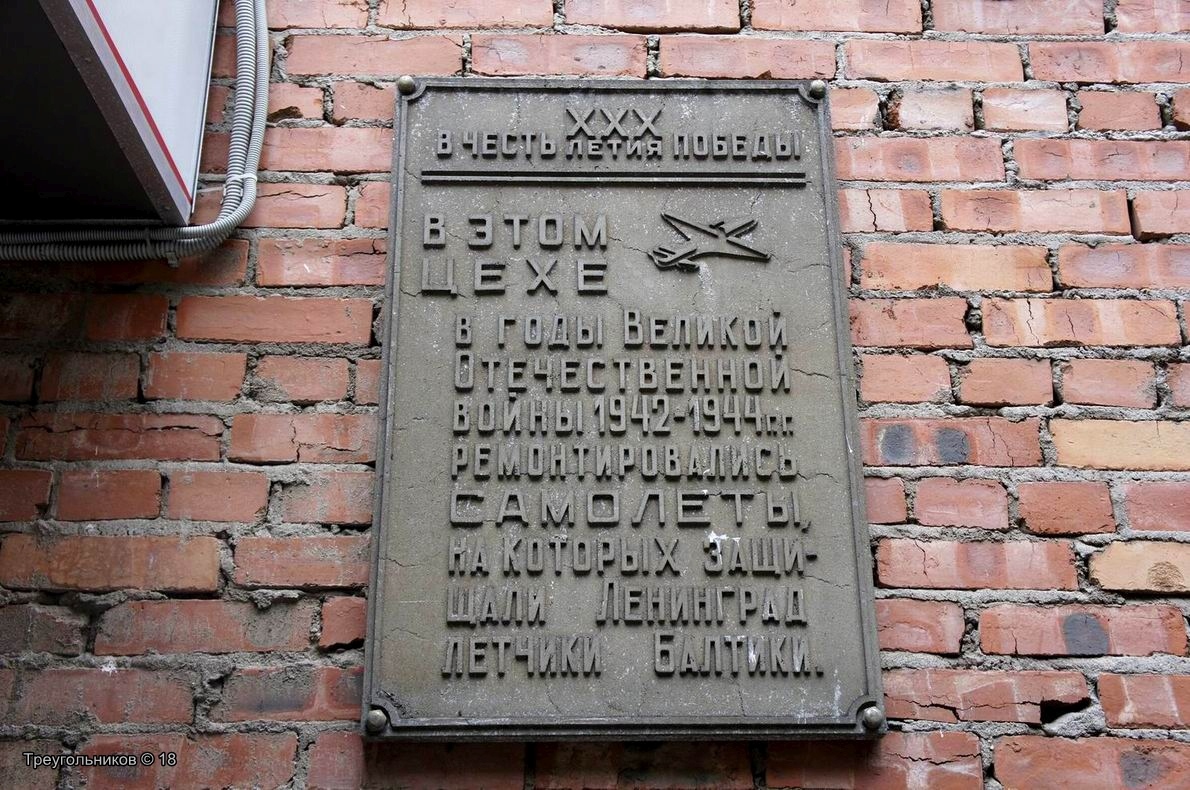 XXX
В ЧЕСТЬ ЛЕТИЯ ПОБЕДЫ
В ЭТОМ
ЦЕХЕ
В ГОДЫ ВЕЛИКОЙ
ОТЕЧЕСТВЕННОЙ
ВОЙНЫ 1942-1944г.г.
РЕМОНТИРОВАЛИСЬ
САМОЛЕТЫ,
НА КОТОРЫХ ЗАЩИ-
ЩАЛИ ЛЕНИНГРАД
ЛЕТЧИКИ БАЛТИКИ.
Треугольников © 18